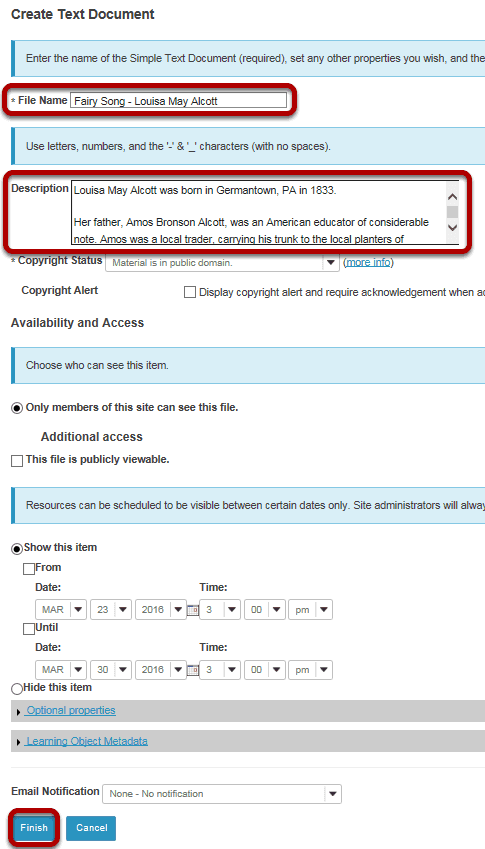 Create Text Document
Enter the name of the Simple Text Document (required), set any other properties you wish, and the
* File Name Fairy Song - Louisa May Alcott
Use letters, numbers, and the '-' & '_' characters (with no spaces).
Description Louisa May Alcott was born in Germantown, PA in 1833.
Her father, Amos Bronson Alcott, was an American educator of considerable
note. Amos was a local trader, carrying his trunk to the local planters of
* Copyright Status Material is in public domain. (more info)
Copyright Alert Display copyright alert and require acknowledgement when ac
Availability and Access
Choose who can see this item.
Only members of this site can see this file.
Additional access
This file is publicly viewable.
Resources can be scheduled to be visible between certain dates only. Site administrators will alway
Show this item
From
Date: Time:
MAR 23 2016 3 00 pm
Until
Date: Time:
MAR 30 2016 3 00 pm
Hide this item
Optional properties
Learning Object Metadata
Email Notification None - No notification
Finish Cancel